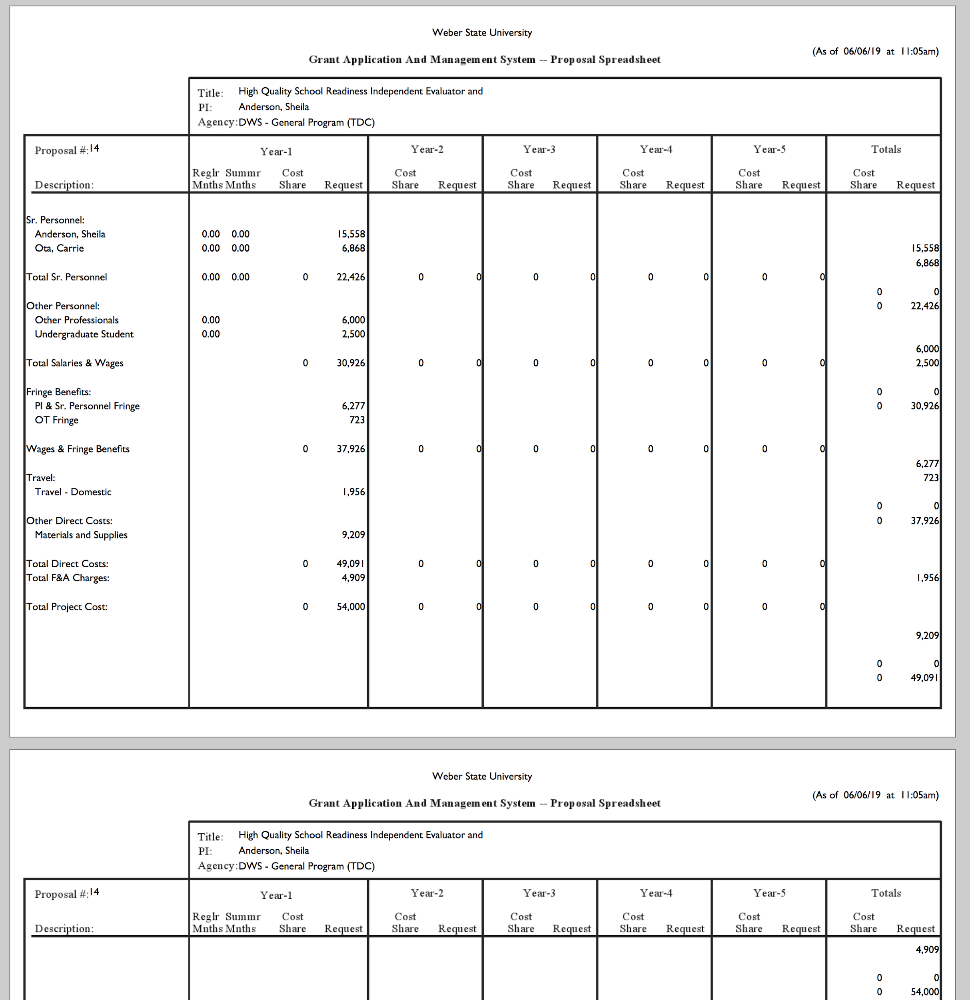 Weber State University
(As of 06/06/19 at 11:05am)
Grant Application And Management System -- Proposal Spreadsheet
Title: High Quality School Readiness Independent Evaluator and
PI: Anderson, Sheila
Agency: DWS - General Program (TDC)
Proposal #: 14 Year-1 Year-2 Year-3 Year-4 Year-5 Totals
Reglr Summr Cost Cost Cost Cost Cost Cost
Description: Mnths Mnths Share Request Share Request Share Request Share Request Share Request Share Request
Sr. Personnel:
Anderson, Sheila 0.00 0.00 15,558
Ota, Carrie 0.00 0.00 6,868 15,558
6,868
Total Sr. Personnel 0.00 0.00 0 22,426 0 0 0 0 0 0 0 0
0 0
Other Personnel: 0 22,426
Other Professionals 0.00 6,000
Undergraduate Student 0.00 2,500
6,000
Total Salaries & Wages 0 30,926 0 0 0 0 0 0 0 0 2,500
Fringe Benefits: 0 0
PI & Sr. Personnel Fringe 6,277 0 30,926
OT Fringe 723
Wages & Fringe Benefits 0 37,926 0 0 0 0 0 0 0 0
6,277
Travel: 723
Travel - Domestic 1,956
0 0
Other Direct Costs: 0 37,926
Materials and Supplies 9,209
Total Direct Costs: 0 49,091 0 0 0 0 0 0 0 0
Total F&A Charges: 4,909 1,956
Total Project Cost: 0 54,000 0 0 0 0 0 0 0 0
9,209
0 0
0 49,091
Weber State University
(As of 06/06/19 at 11:05am)
Grant Application And Management System -- Proposal Spreadsheet
Title: High Quality School Readiness Independent Evaluator and
PI: Anderson, Sheila
Agency: DWS - General Program (TDC)
Proposal #: 14 Year-1 Year-2 Year-3 Year-4 Year-5 Totals
Reglr Summr Cost Cost Cost Cost Cost Cost
Description: Mnths Mnths Share Request Share Request Share Request Share Request Share Request Share Request
4,909
0 0
0 54,000